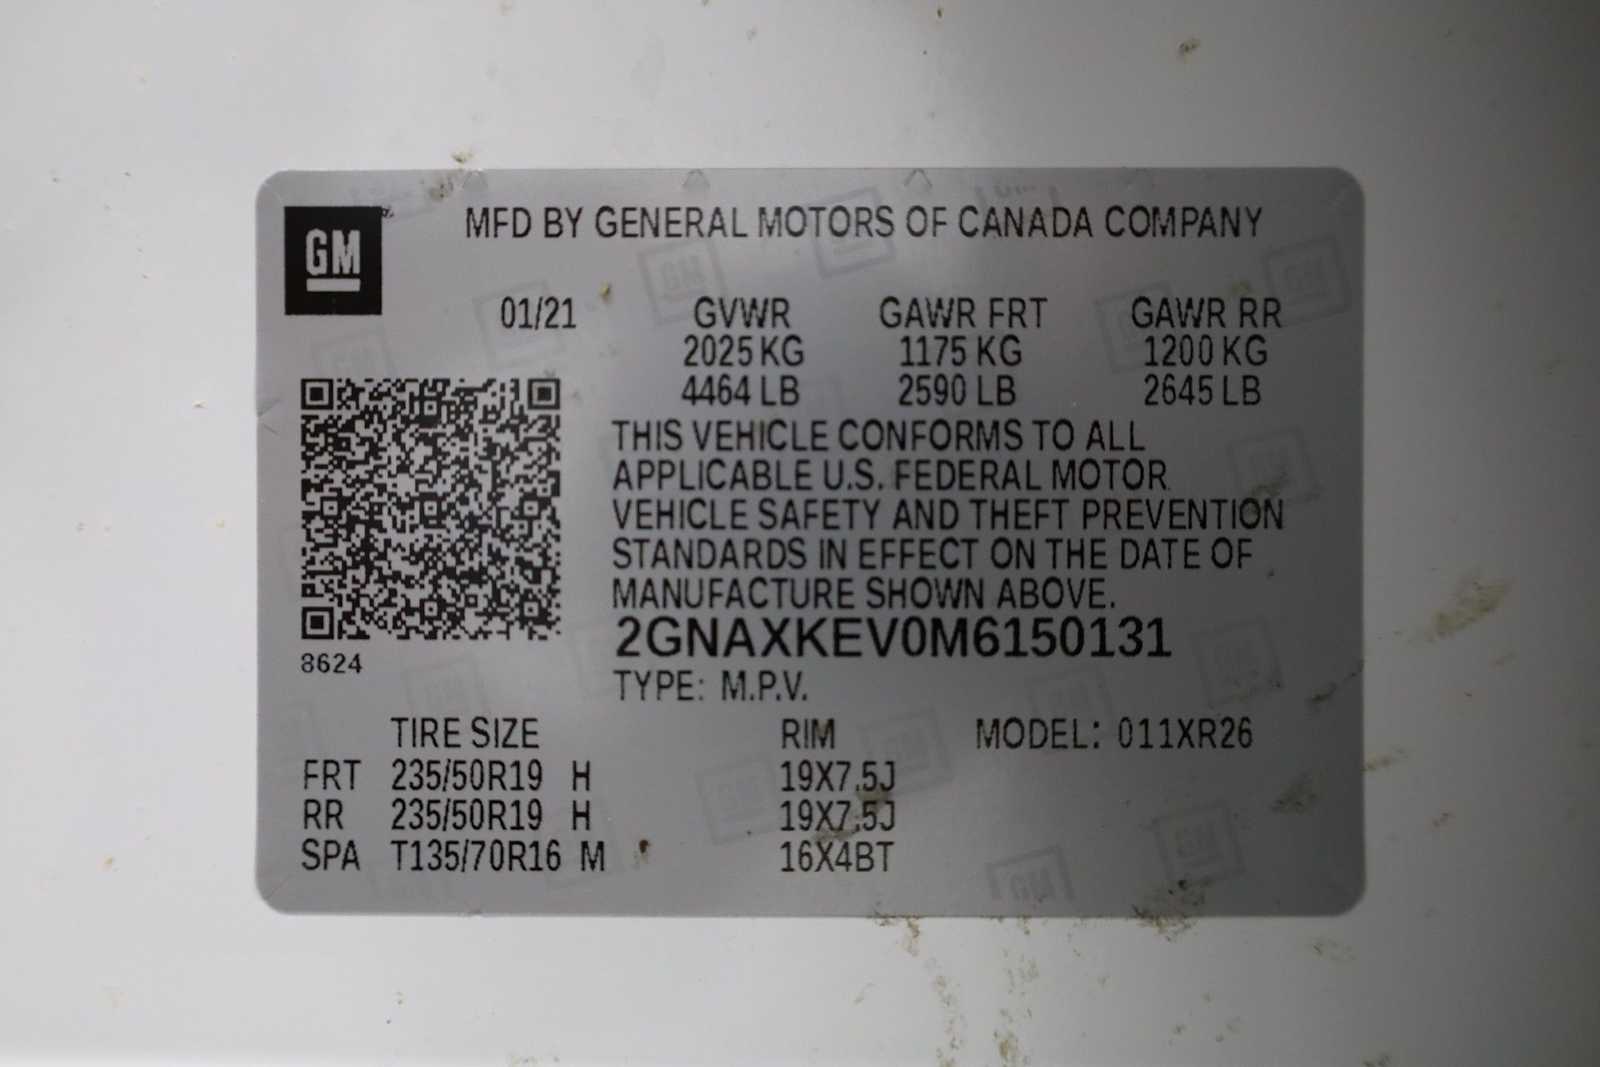 GM
MFD BY GENERAL MOTORS OF CANADA COMPANY
01/21 GVWR GAWR FRT GAWR RR
2025 KG 1175 KG 1200 KG
4464 LB 2590 LB 2645 LB
THIS VEHICLE CONFORMS TO ALL
APPLICABLE U.S. FEDERAL MOTOR
VEHICLE SAFETY AND THEFT PREVENTION
STANDARDS IN EFFECT ON THE DATE OF
MANUFACTURE SHOWN ABOVE.
2GNAXKEV0M6150131
8624
TYPE: M.P.V.
TIRE SIZE RIM MODEL: 011XR26
FRT 235/50R19 H 19X7.5J
RR 235/50R19 H 19X7.5J
SPA T135/70R16 M 16X4BT